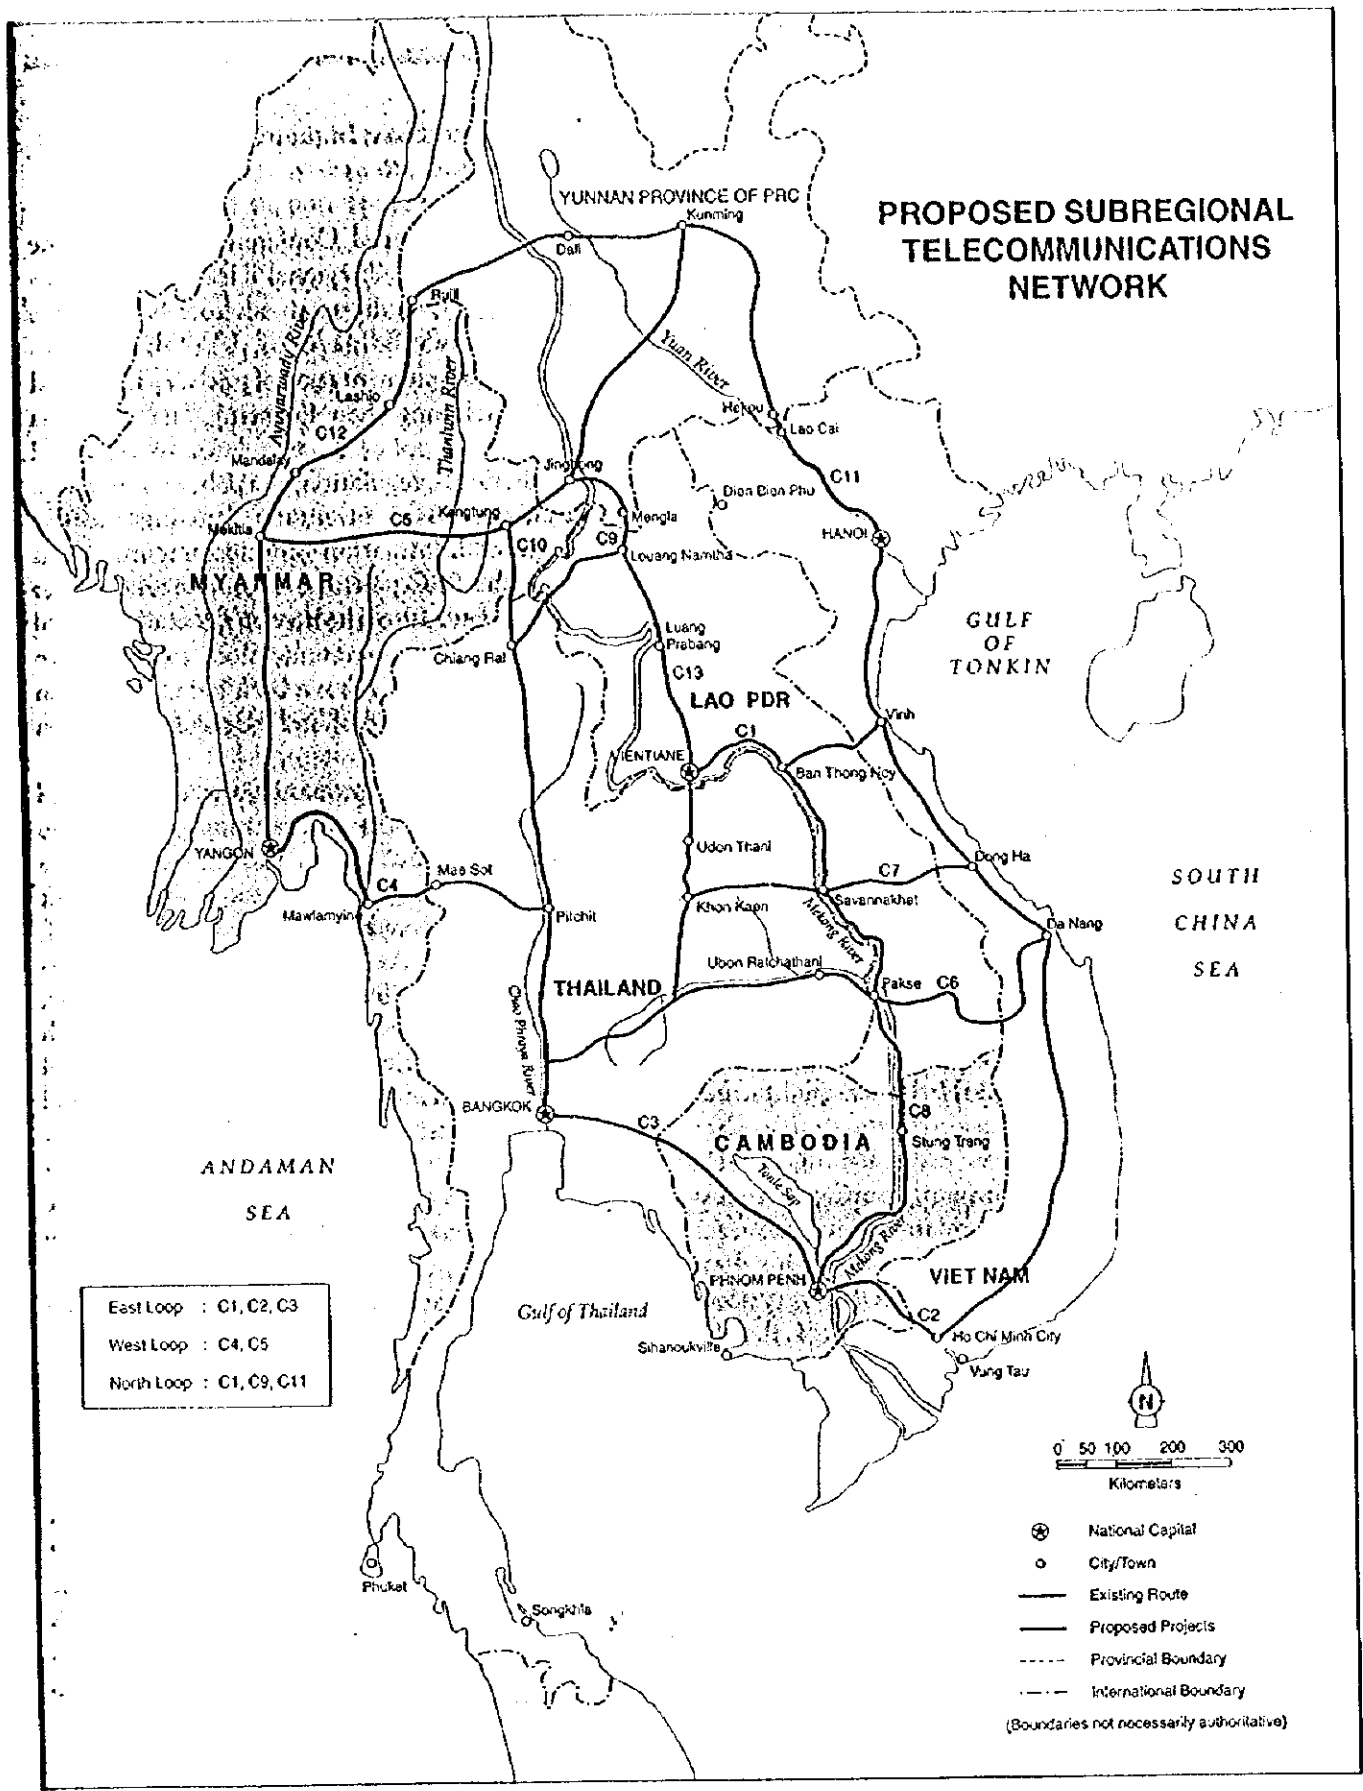 YUNNAN PROVINCE OF PRC
Kunming
PROPOSED SUBREGIONAL
TELECOMMUNICATIONS
NETWORK
Dali
Ruili
Ayuyarwady River
Yuan River
Thanlwin River
Lashio
Hekou
Lao Cai
C12
Mandalay
Jinghong
C11
Dien Bien Phu
Kengtung
Mengla
Mektila
C5
C10
C9
HANOI
Louang Namtha
MYANMAR
GULF
OF
TONKIN
Luang
Prabang
Chiang Rai
C13
LAO PDR
Vinh
C1
VIENTIANE
Ban Thong Noy
YANGON
Udon Thani
Dong Ha
Mae Sot
C7
C4
Khon Kaen
Savannakhet
SOUTH
CHINA
SEA
Mawlamyin
Pitchit
Da Nang
Mekong River
Ubon Ratchathani
THAILAND
Pakse
C6
Chao Phraya River
BANGKOK
C3
C8
CAMBODIA
Stung Treng
ANDAMAN
SEA
Tonle Sap
Mekong River
PHNOM PENH
VIET NAM
East Loop : C1, C2, C3
West Loop : C4, C5
North Loop : C1, C9, C11
Gulf of Thailand
C2
Ho Chi Minh City
Sihanoukville
Vung Tau
N
0 50 100 200 300
Kilometers
National Capital
City/Town
Existing Route
Proposed Projects
Provincial Boundary
International Boundary
(Boundaries not necessarily authoritative)
Phuket
Songkhla